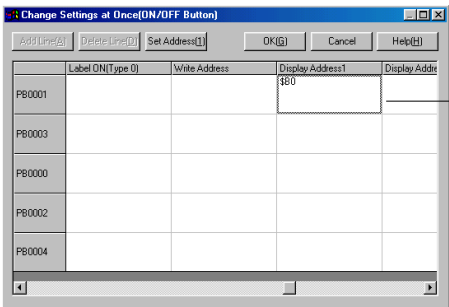 Change Settings at Once(ON/OFF Button)
Add Line(A) Delete Line(D) Set Address(1) OK(G) Cancel Help(H)
Label ON(Type 0) Write Address Display Address1 Display Addre
PB0001 $B0
PB0003
PB0000
PB0002
PB0004